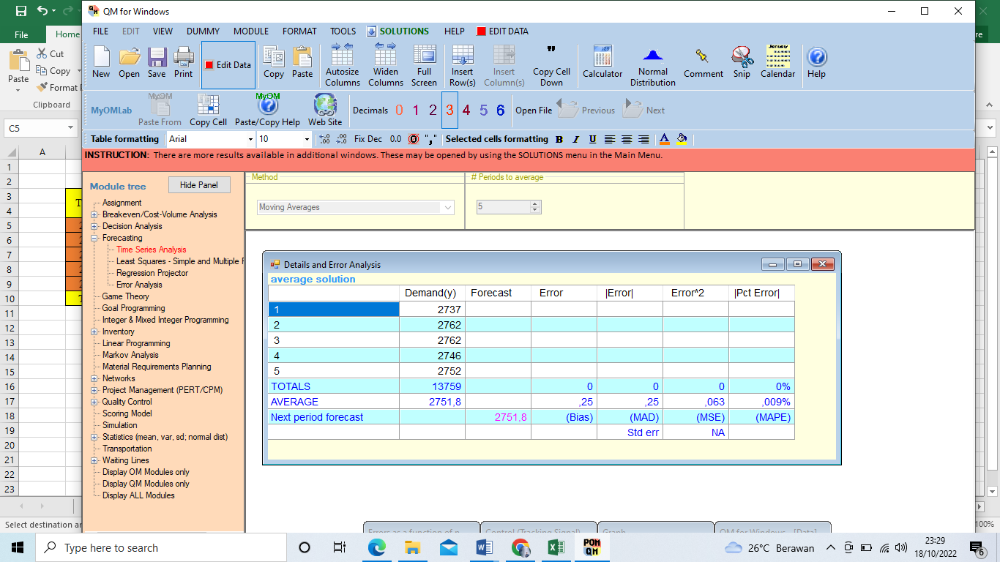 QM for Windows
File
Home
re
FILE EDIT VIEW DUMMY MODULE FORMAT TOOLS SOLUTIONS HELP EDIT DATA
Cut
Copy
Paste
Format
Clipboard
New Open Save Print Edit Data Copy Paste Autosize Columns Widen Columns Full Screen Insert Row(s) Insert Column(s) Copy Cell Down Calculator Normal Distribution Comment Snip Calendar Help
January
MyOMLab
MyOM Paste From Copy Cell MyOM Paste/Copy Help Web Site Decimals 0 1 2 3 4 5 6 Open File Previous Next
C5
Table formatting Arial 10 Fix Dec 0.0 "," Selected cells formatting B I U A
INSTRUCTION: There are more results available in additional windows. These may be opened by using the SOLUTIONS menu in the Main Menu.
A
1
2
3
4
5
6
7
8
9
10
11
12
13
14
15
16
17
18
19
20
21
22
23
T
2
2
2
2
2
T
Module tree
Hide Panel
Assignment
Breakeven/Cost-Volume Analysis
Decision Analysis
Forecasting
Time Series Analysis
Least Squares - Simple and Multiple R
Regression Projector
Error Analysis
Game Theory
Goal Programming
Integer & Mixed Integer Programming
Inventory
Linear Programming
Markov Analysis
Material Requirements Planning
Networks
Project Management (PERT/CPM)
Quality Control
Scoring Model
Simulation
Statistics (mean, var, sd; normal dist)
Transportation
Waiting Lines
Display OM Modules only
Display QM Modules only
Display ALL Modules
Method
Moving Averages
# Periods to average
5
Details and Error Analysis
average solution
Demand(y) Forecast Error |Error| Error^2 |Pct Error|
1 2737
2 2762
3 2762
4 2746
5 2752
TOTALS 13759 0 0 0 0%
AVERAGE 2751,8 ,25 ,25 ,063 ,009%
Next period forecast 2751,8 (Bias) (MAD) (MSE) (MAPE)
Std err NA
Errors as a function of n
Control (Tracking Signal)
Graph
QM for Windows - [Data]
Select destination an
100%
Type here to search
POM
QM
26°C Berawan
23:29
18/10/2022
6